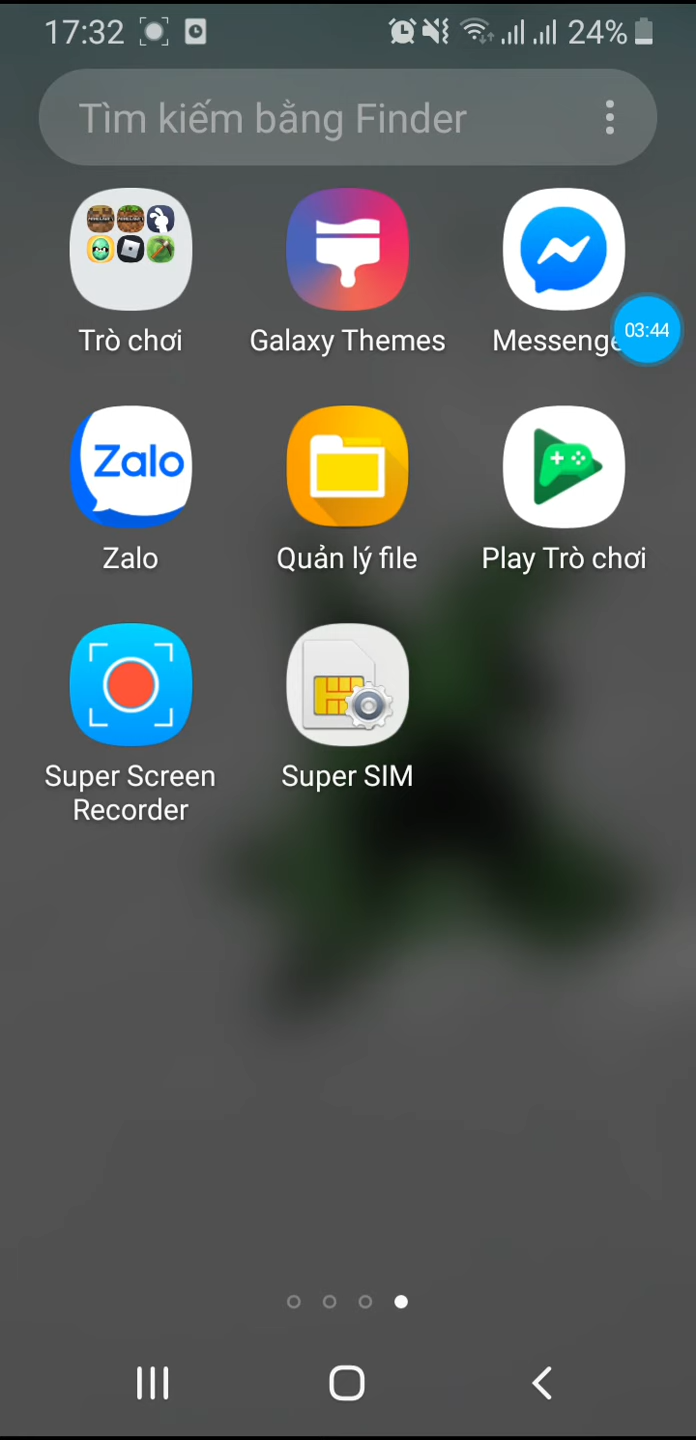 17:32
24%
Tìm kiếm bằng Finder
Trò chơi
Galaxy Themes
Messenge
03:44
Zalo
Zalo
Quản lý file
Play Trò chơi
Super Screen
Recorder
Super SIM